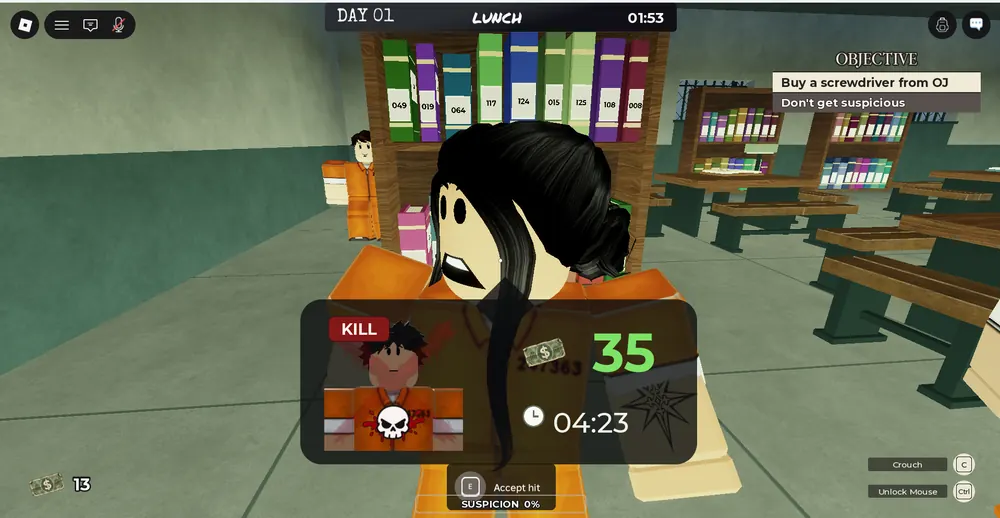 DAY 01
LUNCH
01:53
OBJECTIVE
Buy a screwdriver from OJ
Don't get suspicious
049
019
064
117
124
015
125
108
008
KILL
35
04:23
E
Accept hit
SUSPICION 0%
13
Crouch
C
Unlock Mouse
Ctrl